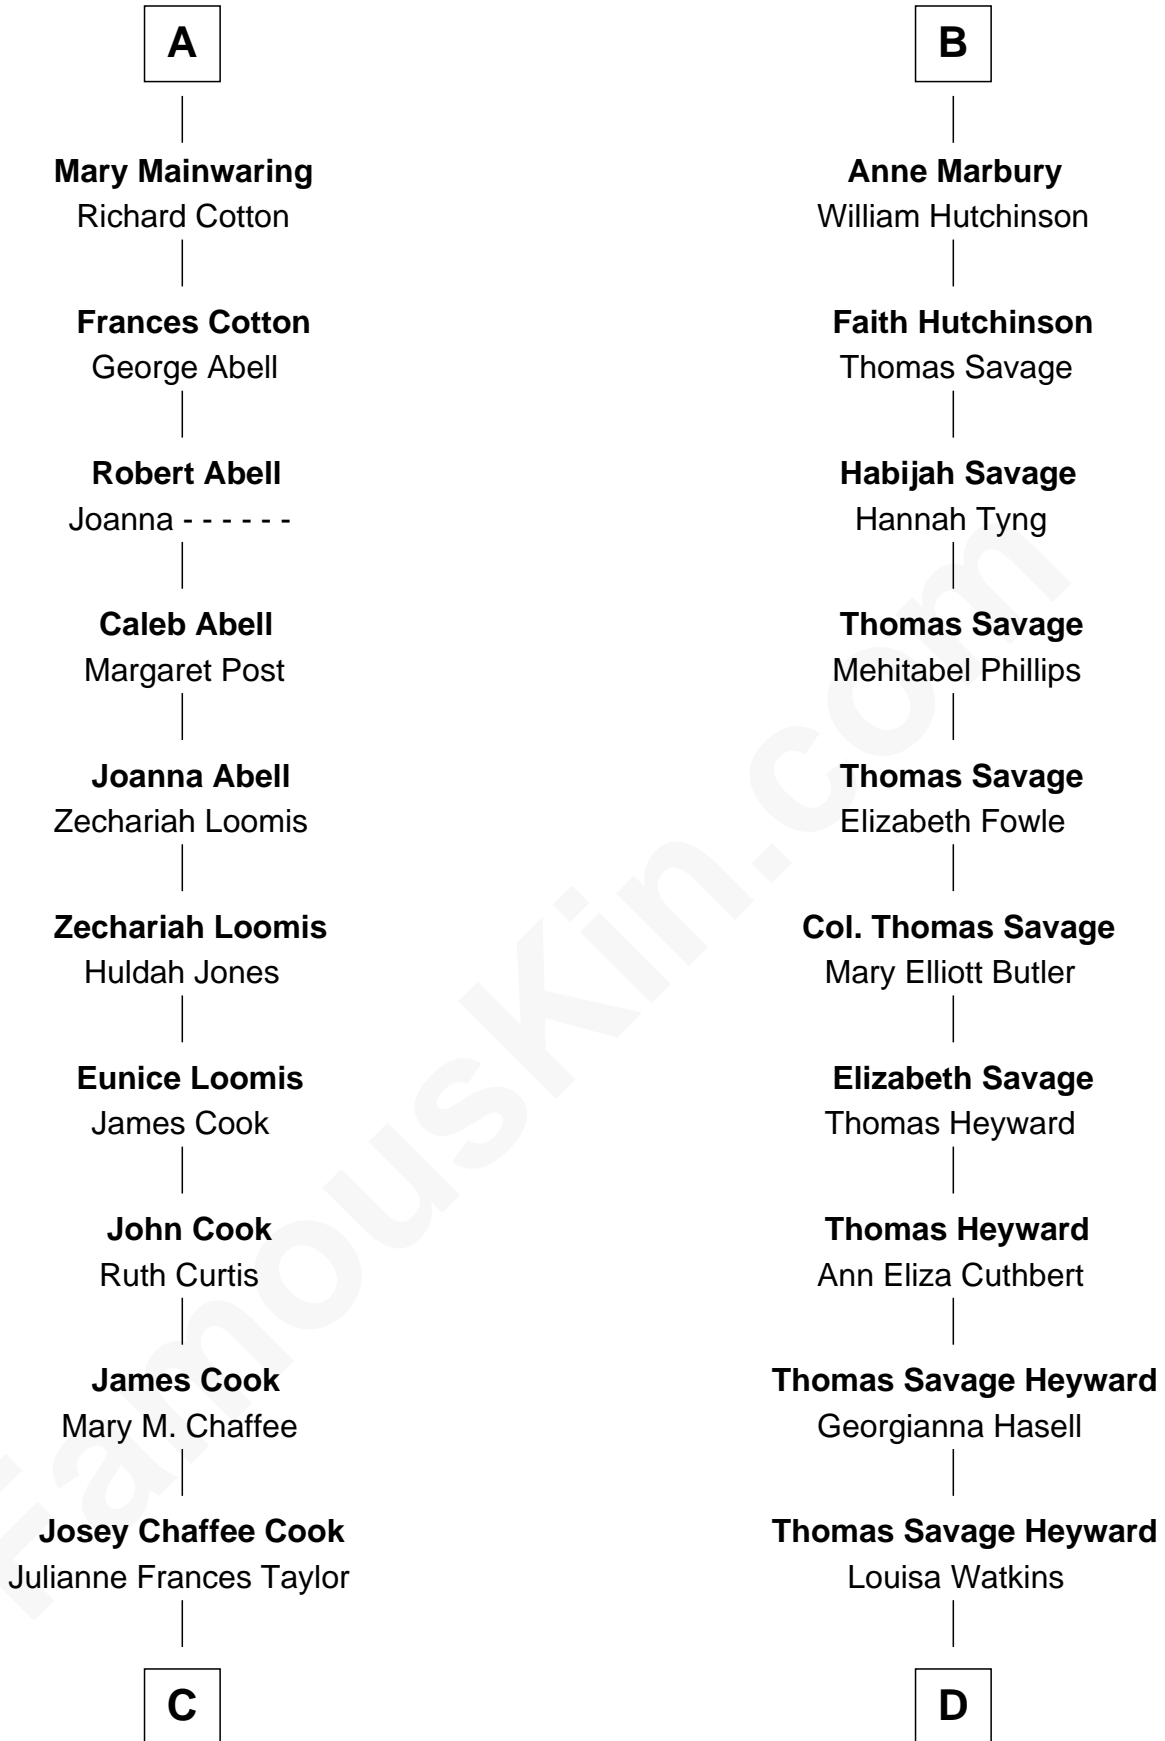 A
Mary Mainwaring
Richard Cotton
Frances Cotton
George Abell
Robert Abell
Joanna - - - - - -
Caleb Abell
Margaret Post
Joanna Abell
Zechariah Loomis
Zechariah Loomis
Huldah Jones
Eunice Loomis
James Cook
John Cook
Ruth Curtis
James Cook
Mary M. Chaffee
Josey Chaffee Cook
Julianne Frances Taylor
C
B
Anne Marbury
William Hutchinson
Faith Hutchinson
Thomas Savage
Habijah Savage
Hannah Tyng
Thomas Savage
Mehitabel Phillips
Thomas Savage
Elizabeth Fowle
Col. Thomas Savage
Mary Elliott Butler
Elizabeth Savage
Thomas Heyward
Thomas Heyward
Ann Eliza Cuthbert
Thomas Savage Heyward
Georgianna Hasell
Thomas Savage Heyward
Louisa Watkins
D
FamousKin.com